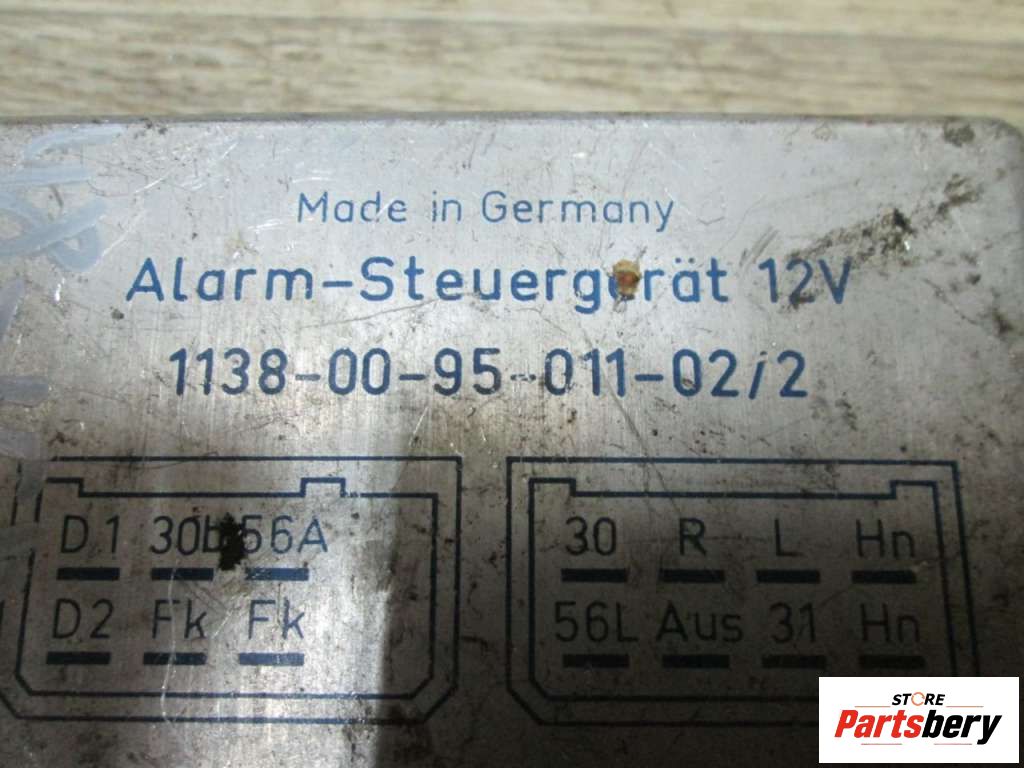 Made in Germany
Alarm-Steuergerät 12V
1138-00-95-011-02/2
D1 30L 56A
D2 Fk Fk
30 R L Hn
56L Aus 31 Hn
STORE
Partsbery